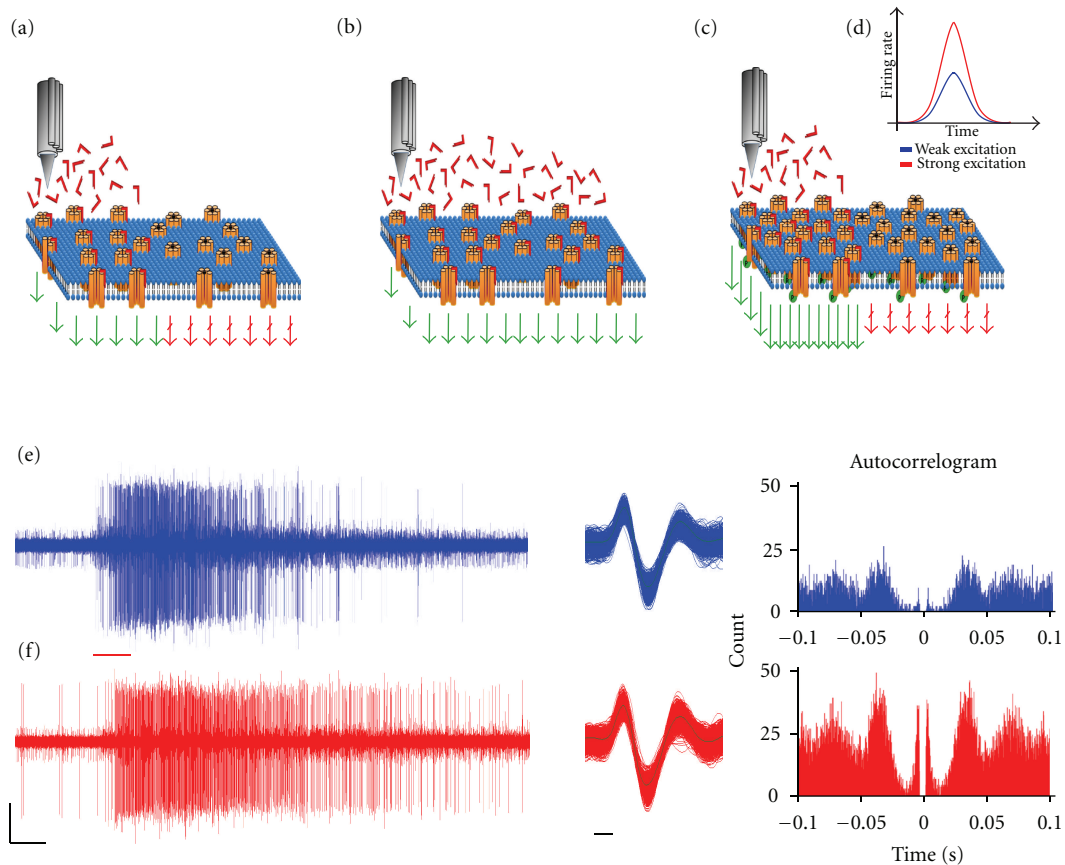 (a)
(b)
(c)
(d)
Firing rate
Time
Weak excitation
Strong excitation
(e)
Autocorrelogram
50
25
0
−0.1
−0.05
0
0.05
0.1
(f)
Count
50
25
0
−0.1
−0.05
0
0.05
0.1
Time (s)